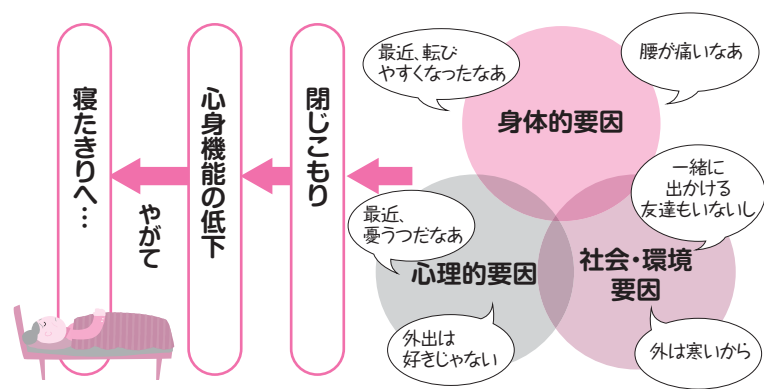 最近、転び
やすくなったなあ
腰が痛いなあ
身体的要因
一緒に
出かける
友達もいないし
最近、
憂うつだなあ
心理的要因
社会・環境
要因
外出は
好きじゃない
外は寒いから
閉じこもり
心身機能の低下
やがて
寝たきりへ…